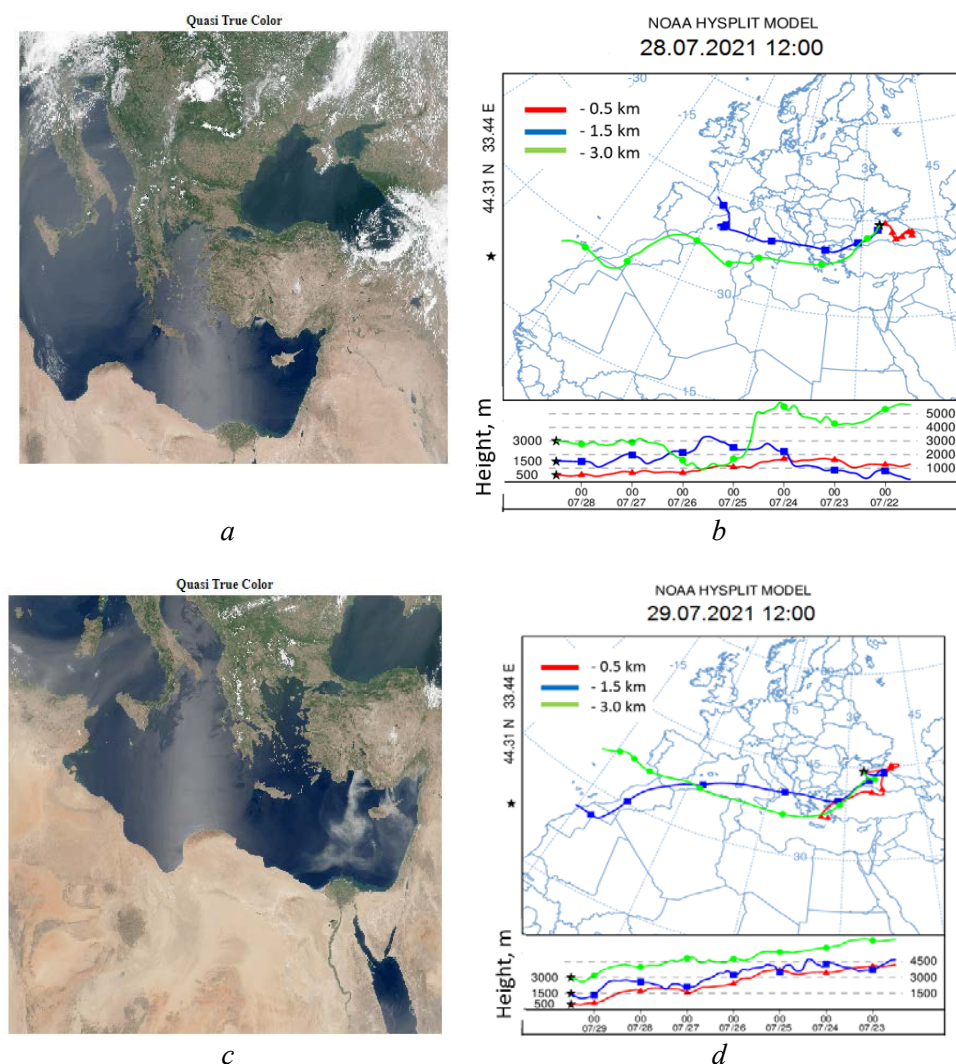 Quasi True Color
NOAA HYSPLIT MODEL
28.07.2021 12:00
- 0.5 km
- 1.5 km
- 3.0 km
44.31 N 33.44 E
-30
-15
0
15
30
45
45
30
15
-15
Height, m
3000
1500
500
5000
4000
3000
2000
1000
00 00 00 00 00 00 00
07/28 07/27 07/26 07/25 07/24 07/23 07/22
a
b
Quasi True Color
NOAA HYSPLIT MODEL
29.07.2021 12:00
- 0.5 km
- 1.5 km
- 3.0 km
44.31 N 33.44 E
-15
0
15
30
45
45
30
15
Height, m
3000
1500
500
4500
3000
1500
00 00 00 00 00 00 00
07/29 07/28 07/27 07/26 07/25 07/24 07/23
c
d